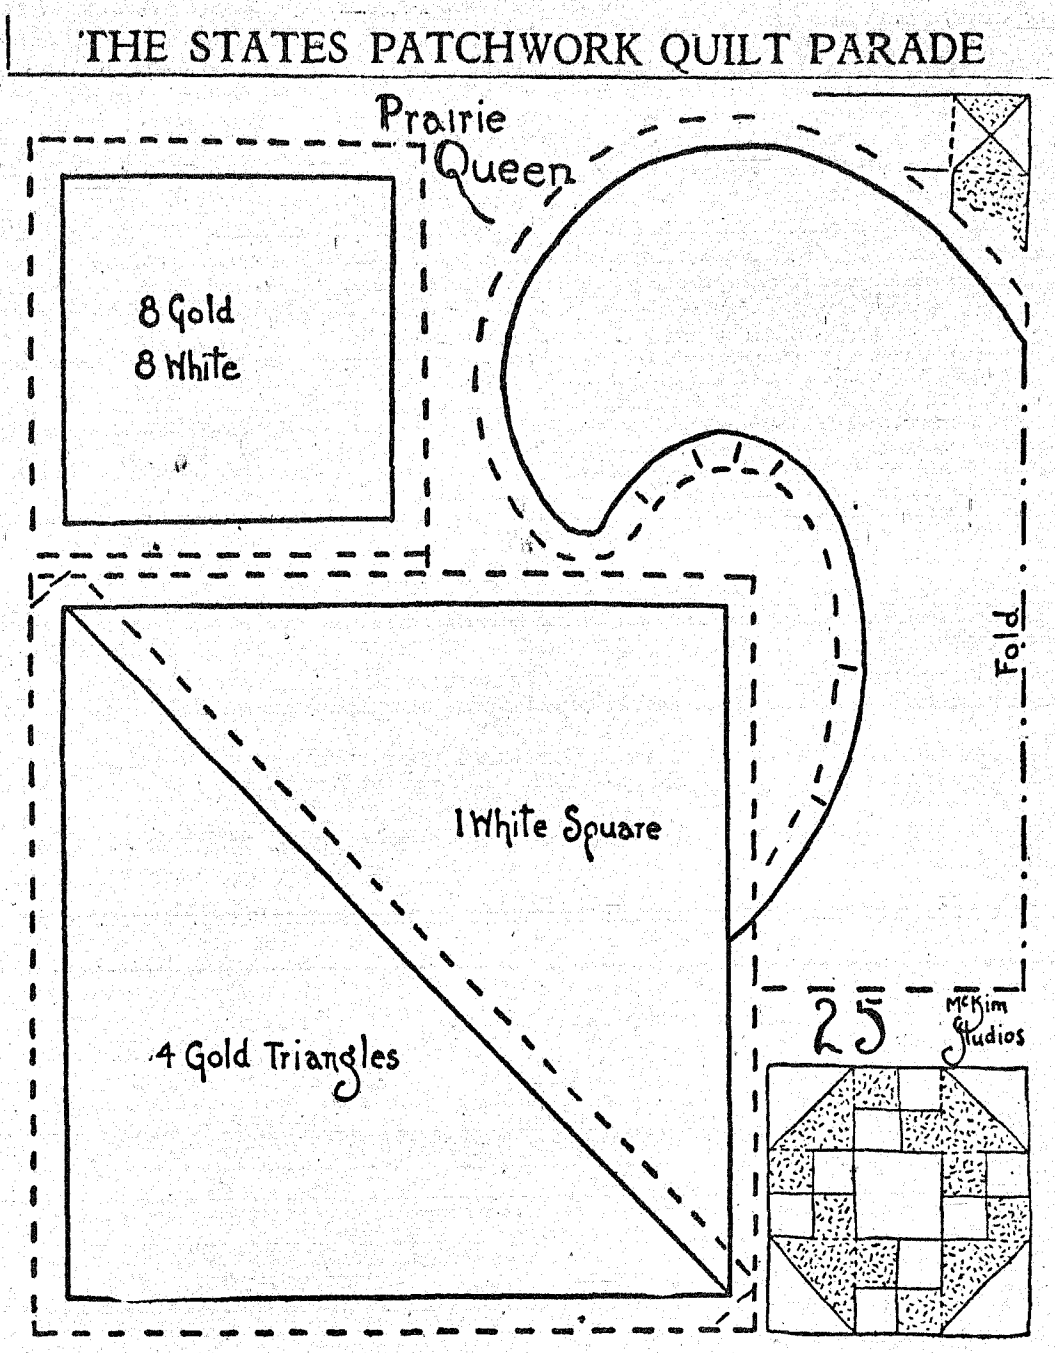 THE STATES PATCHWORK QUILT PARADE
Prairie
Queen
8 Gold
8 White
Fold
1 White Square
4 Gold Triangles
25
McKim
Studios